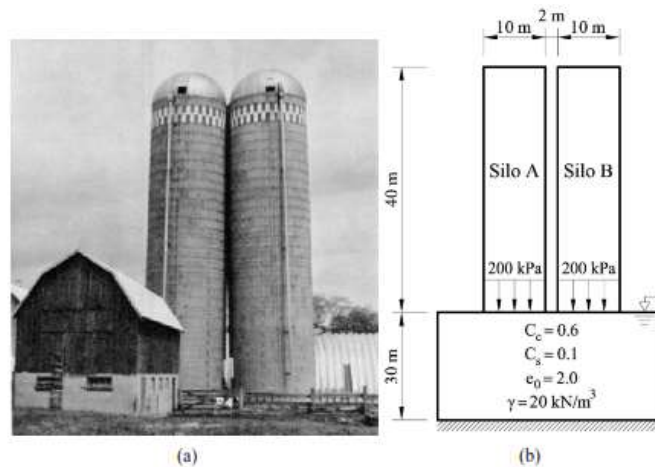 2 m
10 m 10 m
40 m
Silo A Silo B
200 kPa 200 kPa
30 m
C_c = 0.6
C_s = 0.1
e_0 = 2.0
γ = 20 kN/m³
(a) (b)